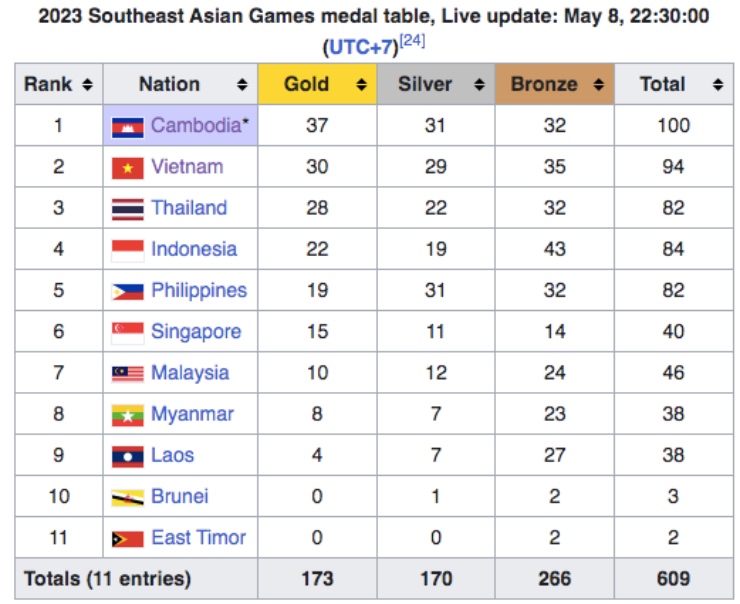 2023 Southeast Asian Games medal table, Live update: May 8, 22:30:00
(UTC+7)[24]
Rank Nation Gold Silver Bronze Total
1 Cambodia* 37 31 32 100
2 Vietnam 30 29 35 94
3 Thailand 28 22 32 82
4 Indonesia 22 19 43 84
5 Philippines 19 31 32 82
6 Singapore 15 11 14 40
7 Malaysia 10 12 24 46
8 Myanmar 8 7 23 38
9 Laos 4 7 27 38
10 Brunei 0 1 2 3
11 East Timor 0 0 2 2
Totals (11 entries) 173 170 266 609